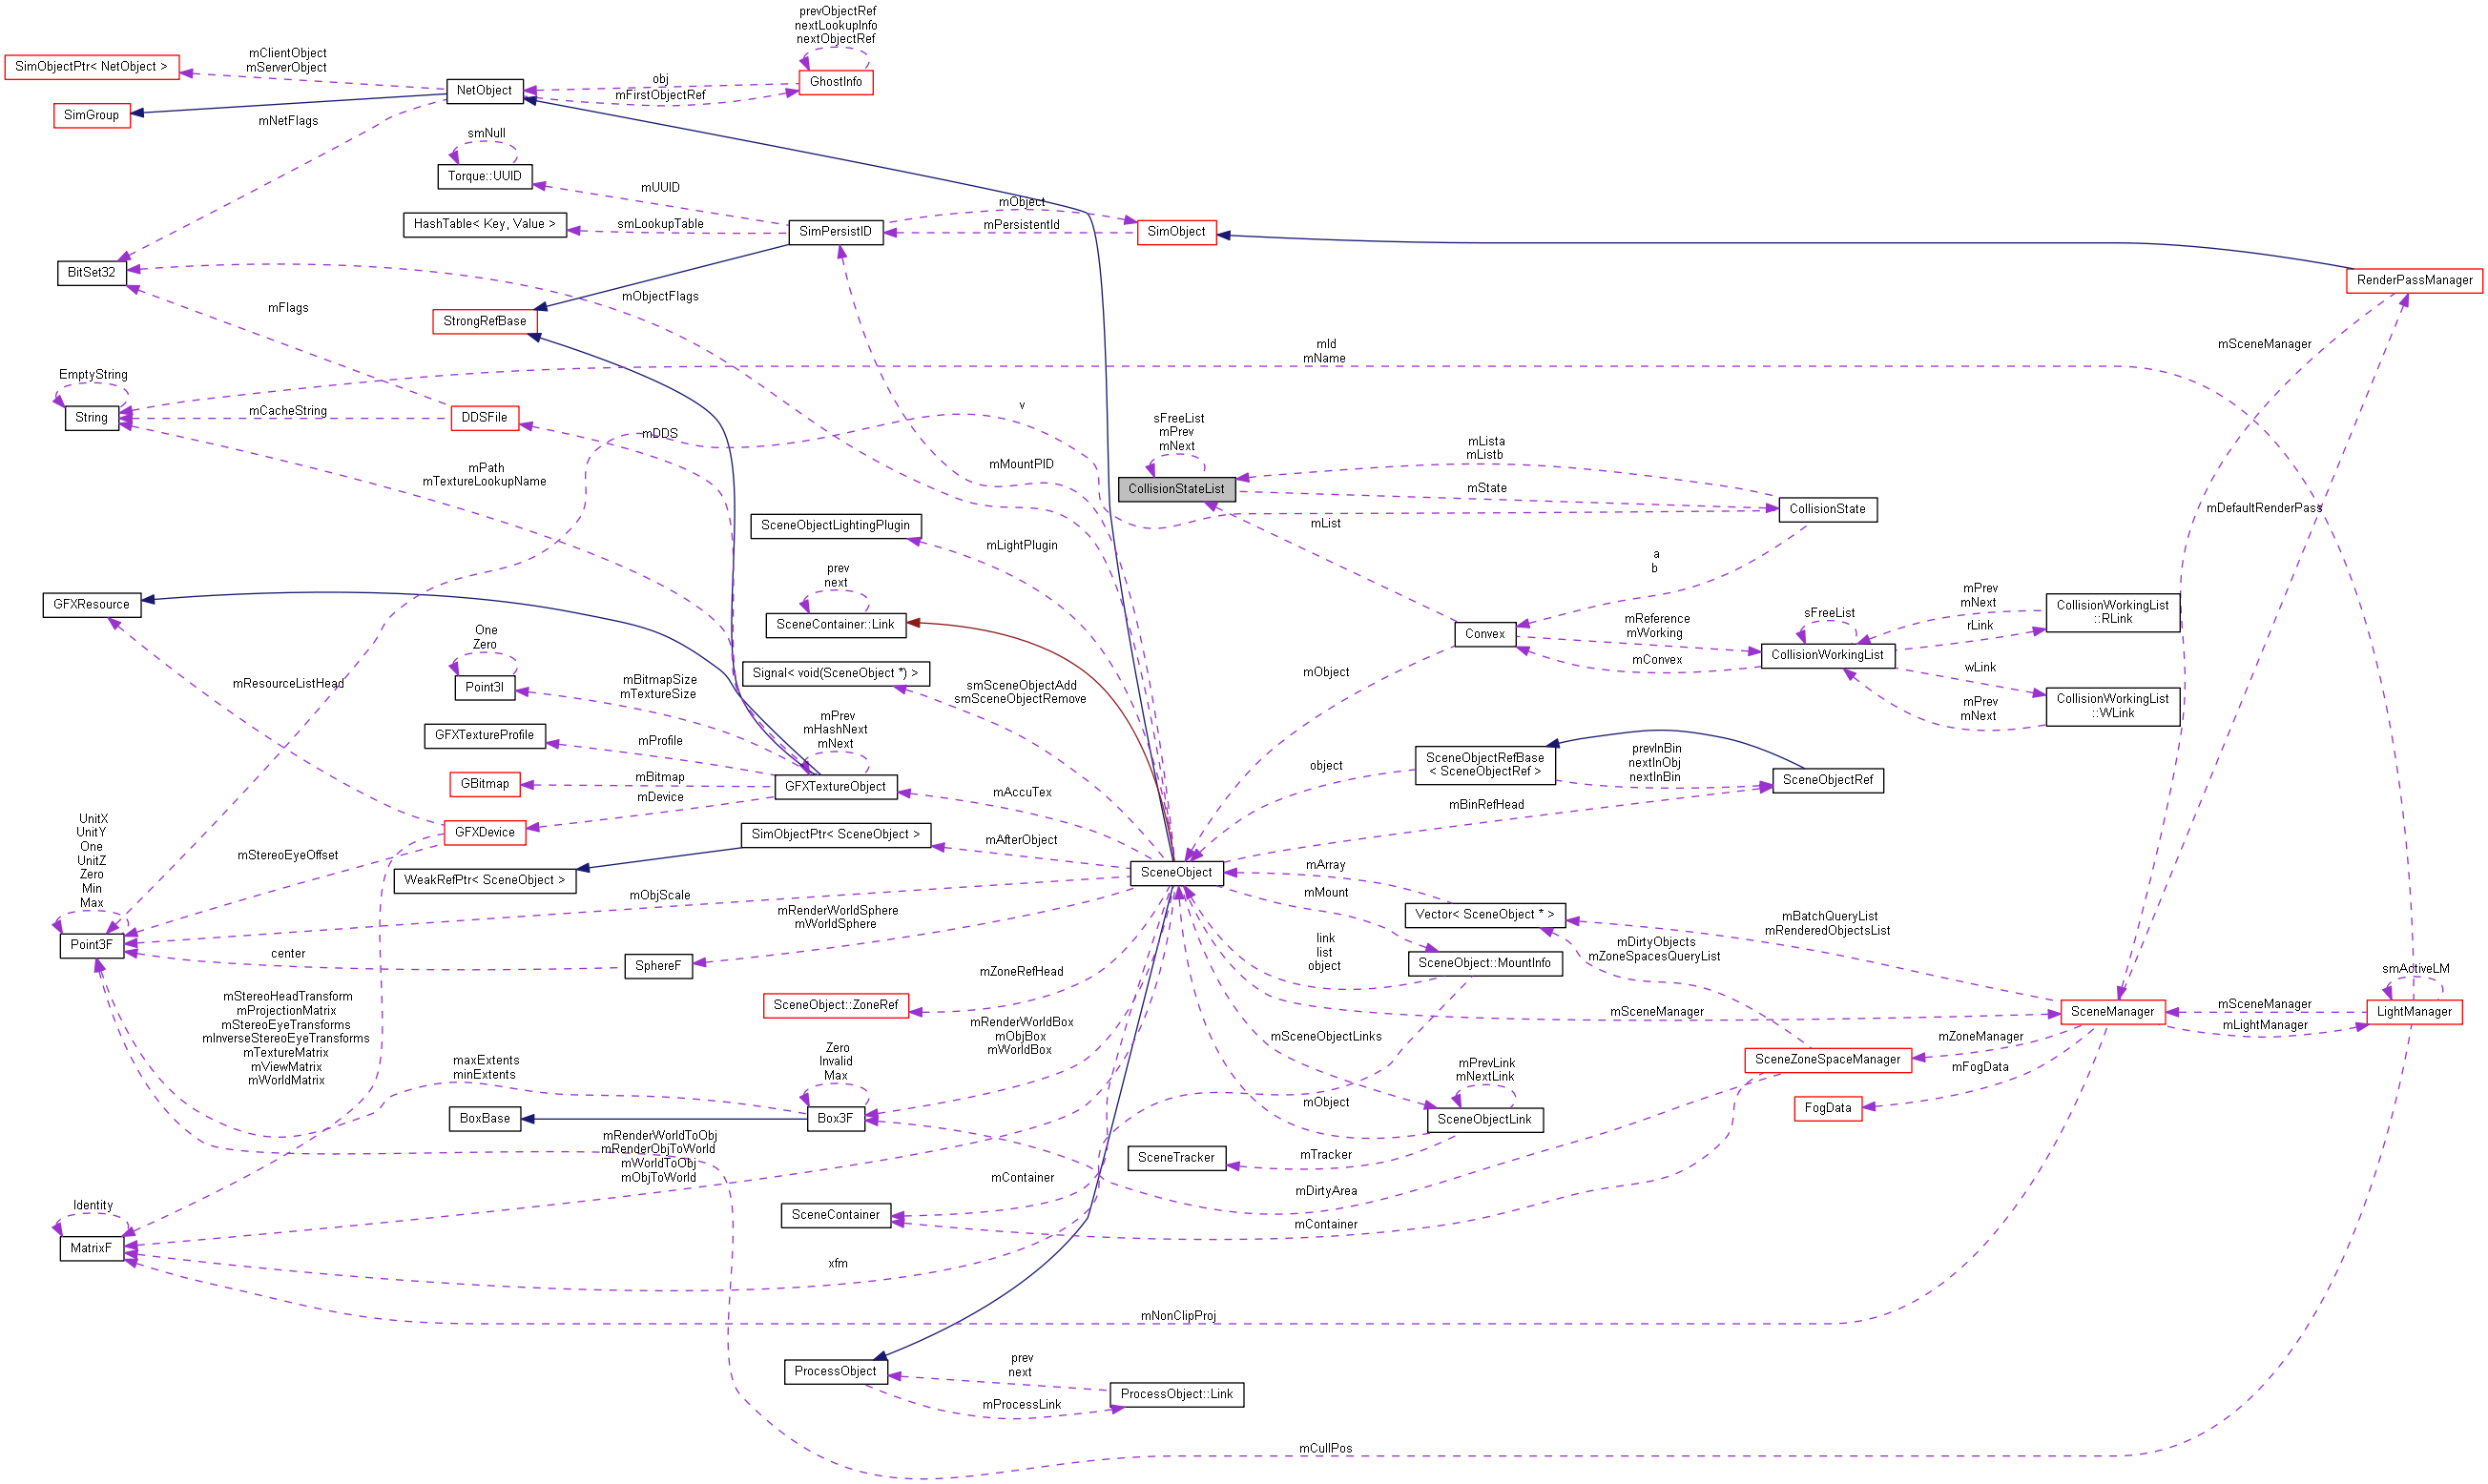 prevObjectRef
nextLookupInfo
nextObjectRef
mClientObject
mServerObject
SimObjectPtr< NetObject >
GhostInfo
obj
NetObject
mFirstObjectRef
SimGroup
mNetFlags
smNull
Torque::UUID
mUUID
mObject
HashTable< Key, Value >
smLookupTable
SimPersistID
mPersistentId
SimObject
BitSet32
RenderPassManager
mObjectFlags
mFlags
StrongRefBase
mId
mName
mSceneManager
EmptyString
String
mCacheString
DDSFile
v
mDDS
sFreeList
mPrev
mNext
mLista
mListb
mPath
mTextureLookupName
mMountPID
CollisionStateList
mState
CollisionState
mDefaultRenderPass
SceneObjectLightingPlugin
mLightPlugin
mList
a
b
prev
next
GFXResource
SceneContainer::Link
mReference
mWorking
Convex
sFreeList
mPrev
mNext
CollisionWorkingList
::RLink
rLink
One
Zero
mConvex
CollisionWorkingList
wLink
mResourceListHead
Point3I
mBitmapSize
mTextureSize
Signal< void(SceneObject *) >
smSceneObjectAdd
smSceneObjectRemove
mObject
mPrev
mNext
CollisionWorkingList
::WLink
GFXTextureProfile
mProfile
mPrev
mHashNext
mNext
SceneObjectRefBase
< SceneObjectRef >
object
prevInBin
nextInObj
nextInBin
SceneObjectRef
GBitmap
mBitmap
GFXTextureObject
mDevice
mAccuTex
mBinRefHead
UnitX
UnitY
One
UnitZ
Zero
Min
Max
GFXDevice
SimObjectPtr< SceneObject >
mAfterObject
mStereoEyeOffset
WeakRefPtr< SceneObject >
mObjScale
SceneObject
mArray
mMount
mRenderWorldSphere
mWorldSphere
Vector< SceneObject * >
mBatchQueryList
mRenderedObjectsList
Point3F
center
SphereF
link
list
object
SceneObject::MountInfo
mDirtyObjects
mZoneSpacesQueryList
mZoneRefHead
SceneObject::ZoneRef
smActiveLM
mStereoHeadTransform
mProjectionMatrix
mStereoEyeTransforms
mInverseStereoEyeTransforms
mTextureMatrix
mViewMatrix
mWorldMatrix
mSceneManager
SceneManager
mSceneManager
mLightManager
LightManager
mRenderWorldBox
mObjBox
mWorldBox
mSceneObjectLinks
mZoneManager
maxExtents
minExtents
Zero
Invalid
Max
mPrevLink
mNextLink
SceneZoneSpaceManager
mFogData
BoxBase
Box3F
mObject
SceneObjectLink
FogData
mRenderWorldToObj
mRenderObjToWorld
mWorldToObj
mObjToWorld
SceneTracker
mTracker
mContainer
mDirtyArea
Identity
SceneContainer
mContainer
MatrixF
xfm
mNonClipProj
ProcessObject
prev
next
ProcessObject::Link
mProcessLink
mCullPos